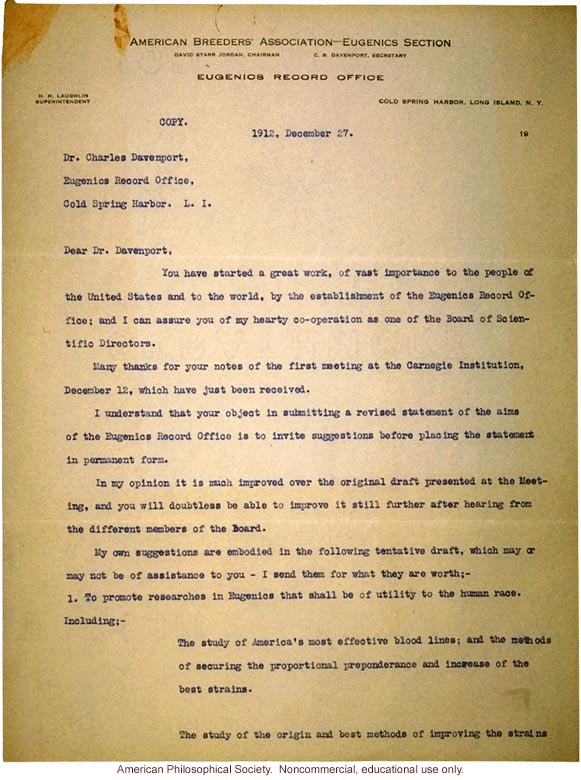 AMERICAN BREEDERS' ASSOCIATION—EUGENICS SECTION
DAVID STARR JORDAN, CHAIRMAN C. B. DAVENPORT, SECRETARY
EUGENICS RECORD OFFICE
H. H. LAUGHLIN
SUPERINTENDENT
COLD SPRING HARBOR, LONG ISLAND, N. Y.
COPY.
1912, December 27. 19
Dr. Charles Davenport,
Eugenics Record Office,
Cold Spring Harbor. L. I.
Dear Dr. Davenport,
You have started a great work, of vast importance to the people of
the United States and to the world, by the establishment of the Eugenics Record Of-
fice; and I can assure you of my hearty co-operation as one of the Board of Scien-
tific Directors.
Many thanks for your notes of the first meeting at the Carnegie Institution,
December 12, which have just been received.
I understand that your object in submitting a revised statement of the aims
of the Eugenics Record Office is to invite suggestions before placing the statement
in permanent form.
In my opinion it is much improved over the original draft presented at the Meet-
ing, and you will doubtless be able to improve it still further after hearing from
the different members of the Board.
My own suggestions are embodied in the following tentative draft, which may or
may not be of assistance to you - I send them for what they are worth;-
1. To promote researches in Eugenics that shall be of utility to the human race.
Including;-
The study of America's most effective blood lines; and the methods
of securing the proportional preponderance and increase of the
best strains.
The study of the origin and best methods of improving the strains
American Philosophical Society. Noncommercial, educational use only.